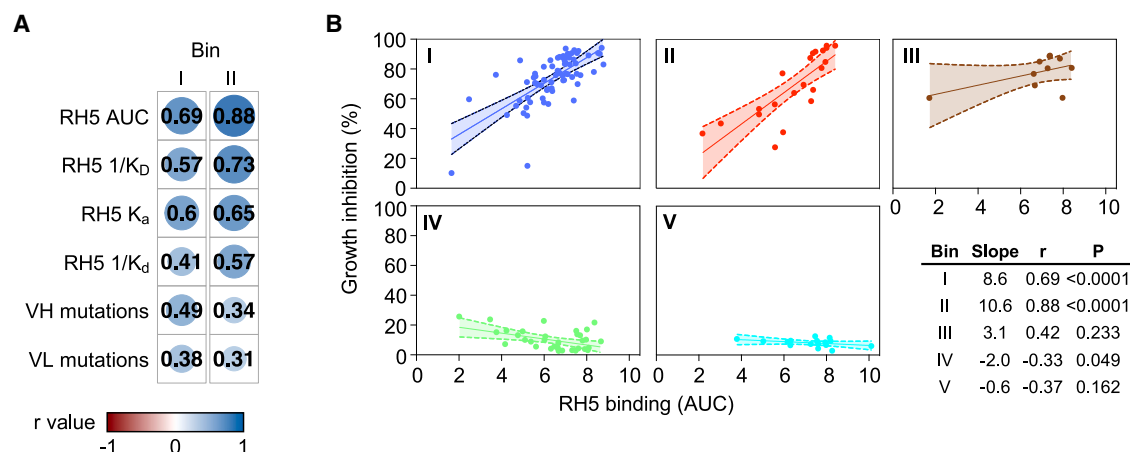 A
Bin
I II
RH5 AUC 0.69 0.88
RH5 1/K_D 0.57 0.73
RH5 K_a 0.6 0.65
RH5 1/K_d 0.41 0.57
VH mutations 0.49 0.34
VL mutations 0.38 0.31
r value
-1 0 1
B
Growth inhibition (%)
100
80
60
40
20
0
I
II
III
0 2 4 6 8 10
100
80
60
40
20
0
IV
V
0 2 4 6 8 10
0 2 4 6 8 10
RH5 binding (AUC)
Bin Slope r P
I 8.6 0.69 <0.0001
II 10.6 0.88 <0.0001
III 3.1 0.42 0.233
IV -2.0 -0.33 0.049
V -0.6 -0.37 0.162